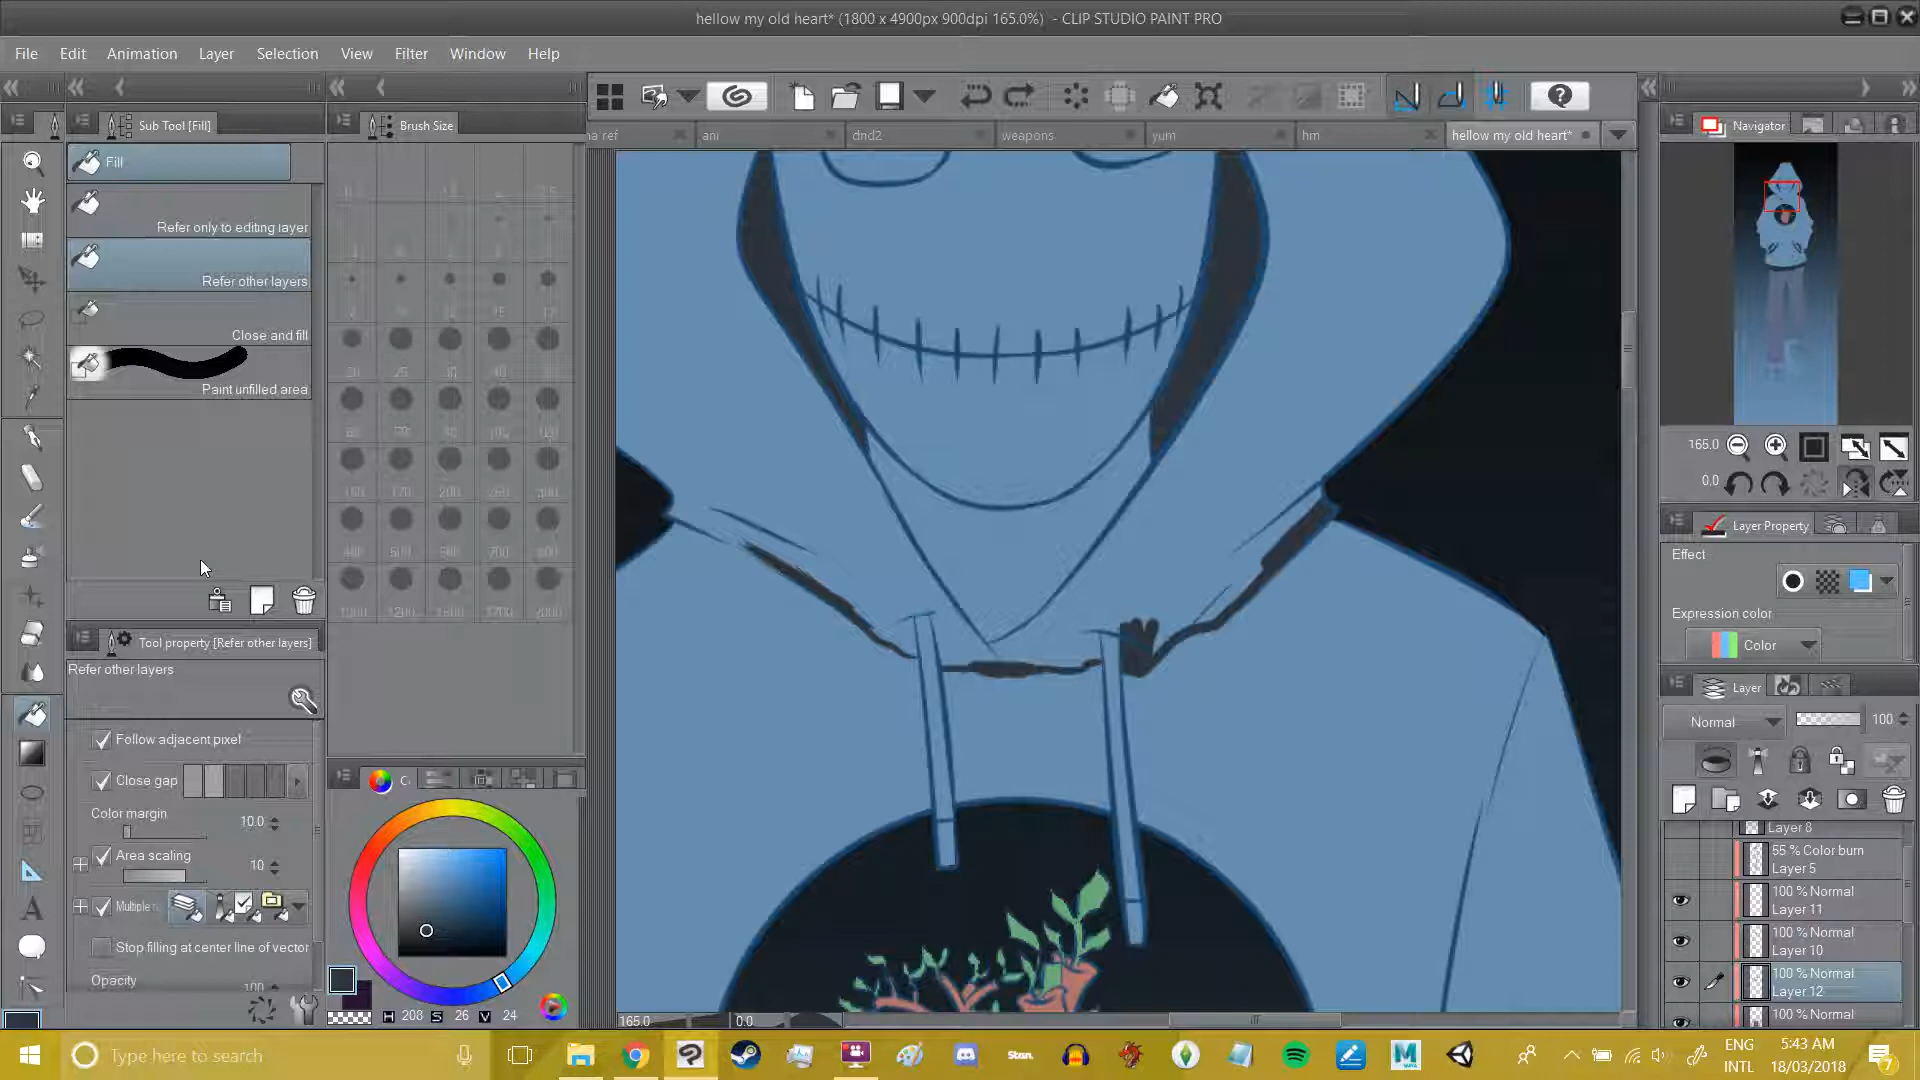 hellow my old heart* (1800 x 4900px 900dpi 165.0%) - CLIP STUDIO PAINT PRO
File Edit Animation Layer Selection View Filter Window Help
Sub Tool [Fill]
Brush Size
ref
ani
dnd2
weapons
yum
hm
hellow my old heart*
Navigator
Fill
Refer only to editing layer
Refer other layers
Close and fill
Paint unfilled area
165.0
0.0
Layer Property
Effect
Expression color
Color
Tool property [Refer other layers]
Refer other layers
Layer
Normal
100
Follow adjacent pixel
Close gap
Color margin
10.0
Area scaling
10
Multiple
Stop filling at center line of vector
Opacity
100
H 208 S 26 V 24
Layer 8
55 % Color burn
Layer 5
100 % Normal
Layer 11
100 % Normal
Layer 10
100 % Normal
Layer 12
100 % Normal
165.0
0.0
Type here to search
Stan.
ENG
INTL
5:43 AM
18/03/2018
7